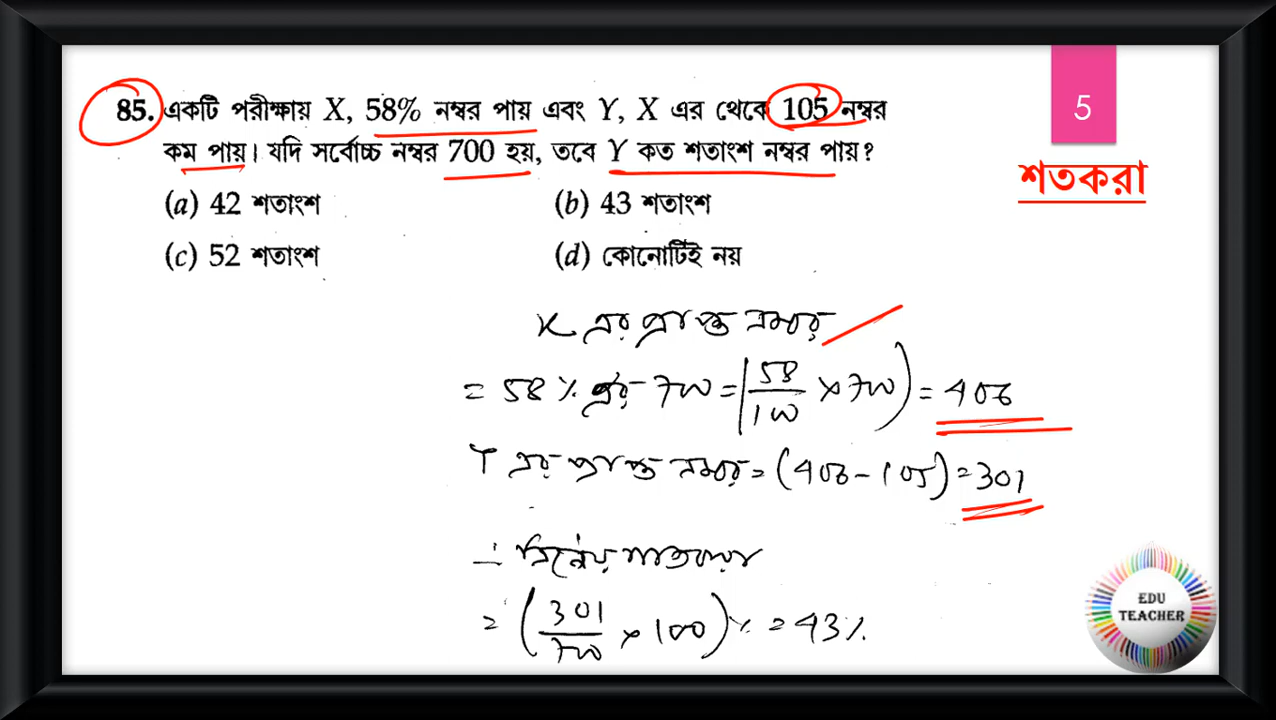 85. একটি পরীক্ষায় X, 58% নম্বর পায় এবং Y, X এর থেকে 105 নম্বর
কম পায়। যদি সর্বোচ্চ নম্বর 700 হয়, তবে Y কত শতাংশ নম্বর পায়?
(a) 42 শতাংশ (b) 43 শতাংশ
(c) 52 শতাংশ (d) কোনোটিই নয়
5
শতকরা
X এর প্রাপ্ত নম্বর
= 58% এর 700 = (58/100 × 700) = 406
Y এর প্রাপ্ত নম্বর = (406 - 105) = 301
∴ নির্ণেয় শতকরা
= (301/700 × 100)% = 43%
EDU
TEACHER